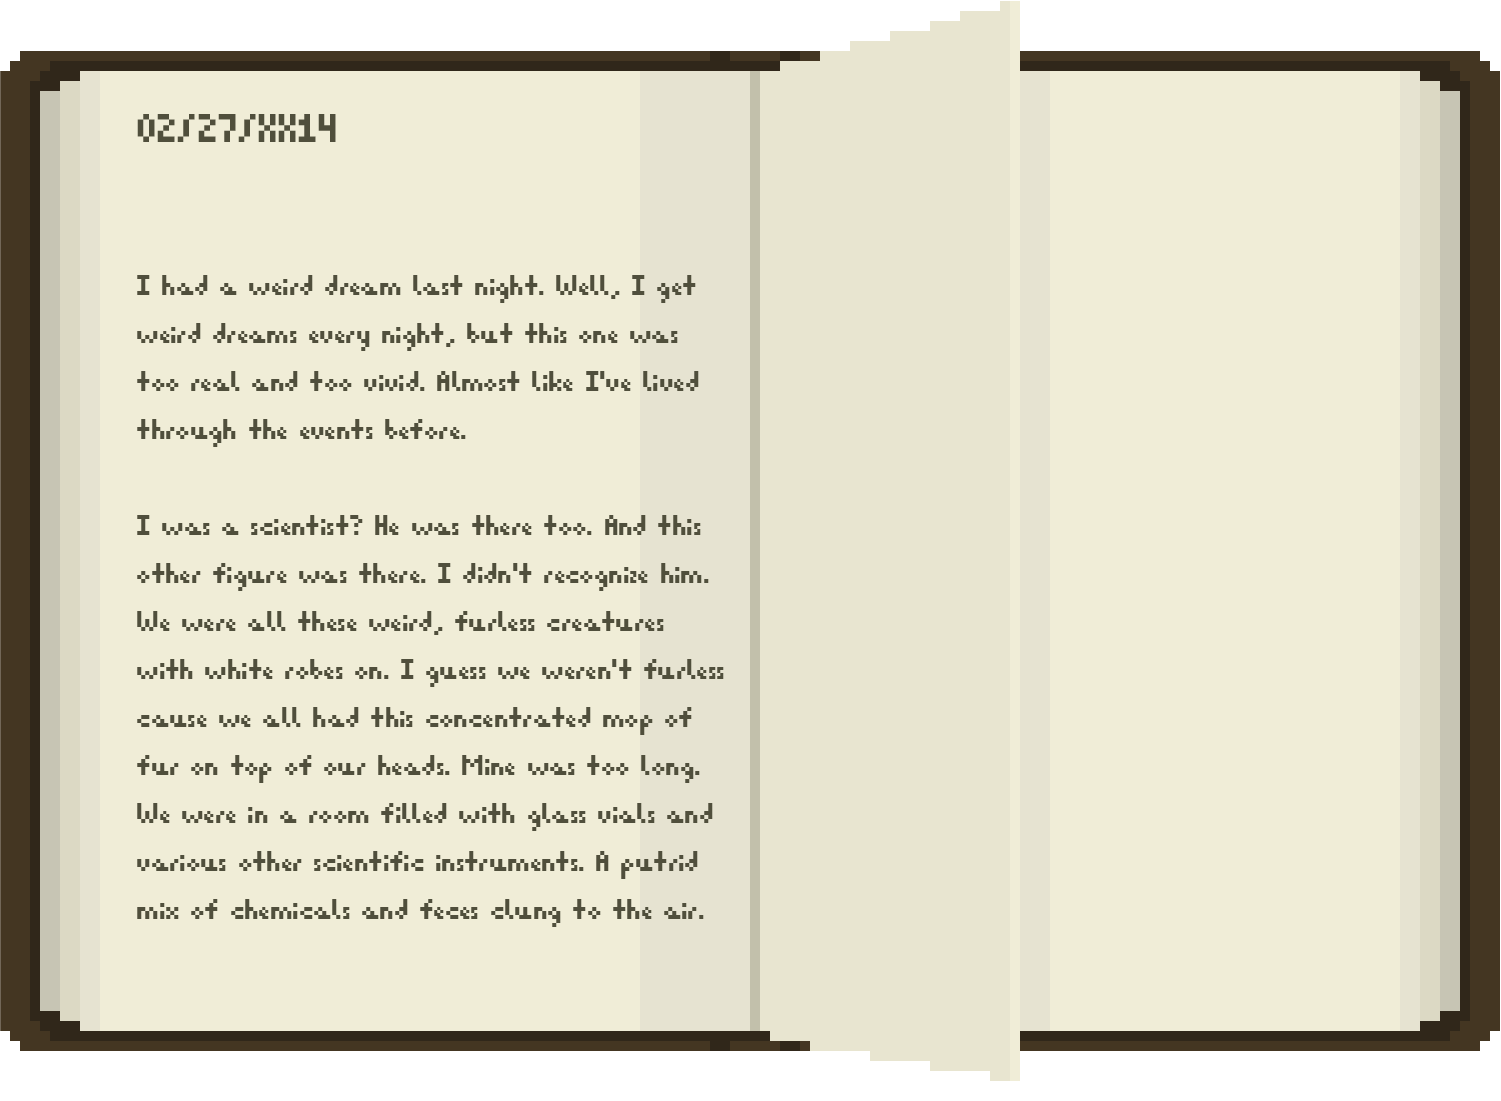 02/27/XX14
I had a weird dream last night. Well, I get
weird dreams every night, but this one was
too real and too vivid. Almost like I've lived
through the events before.
I was a scientist? He was there too. And this
other figure was there. I didn't recognize him.
We were all these weird, furless creatures
with white robes on. I guess we weren't furless
cause we all had this concentrated mop of
fur on top of our heads. Mine was too long.
We were in a room filled with glass vials and
various other scientific instruments. A putrid
mix of chemicals and feces clung to the air.